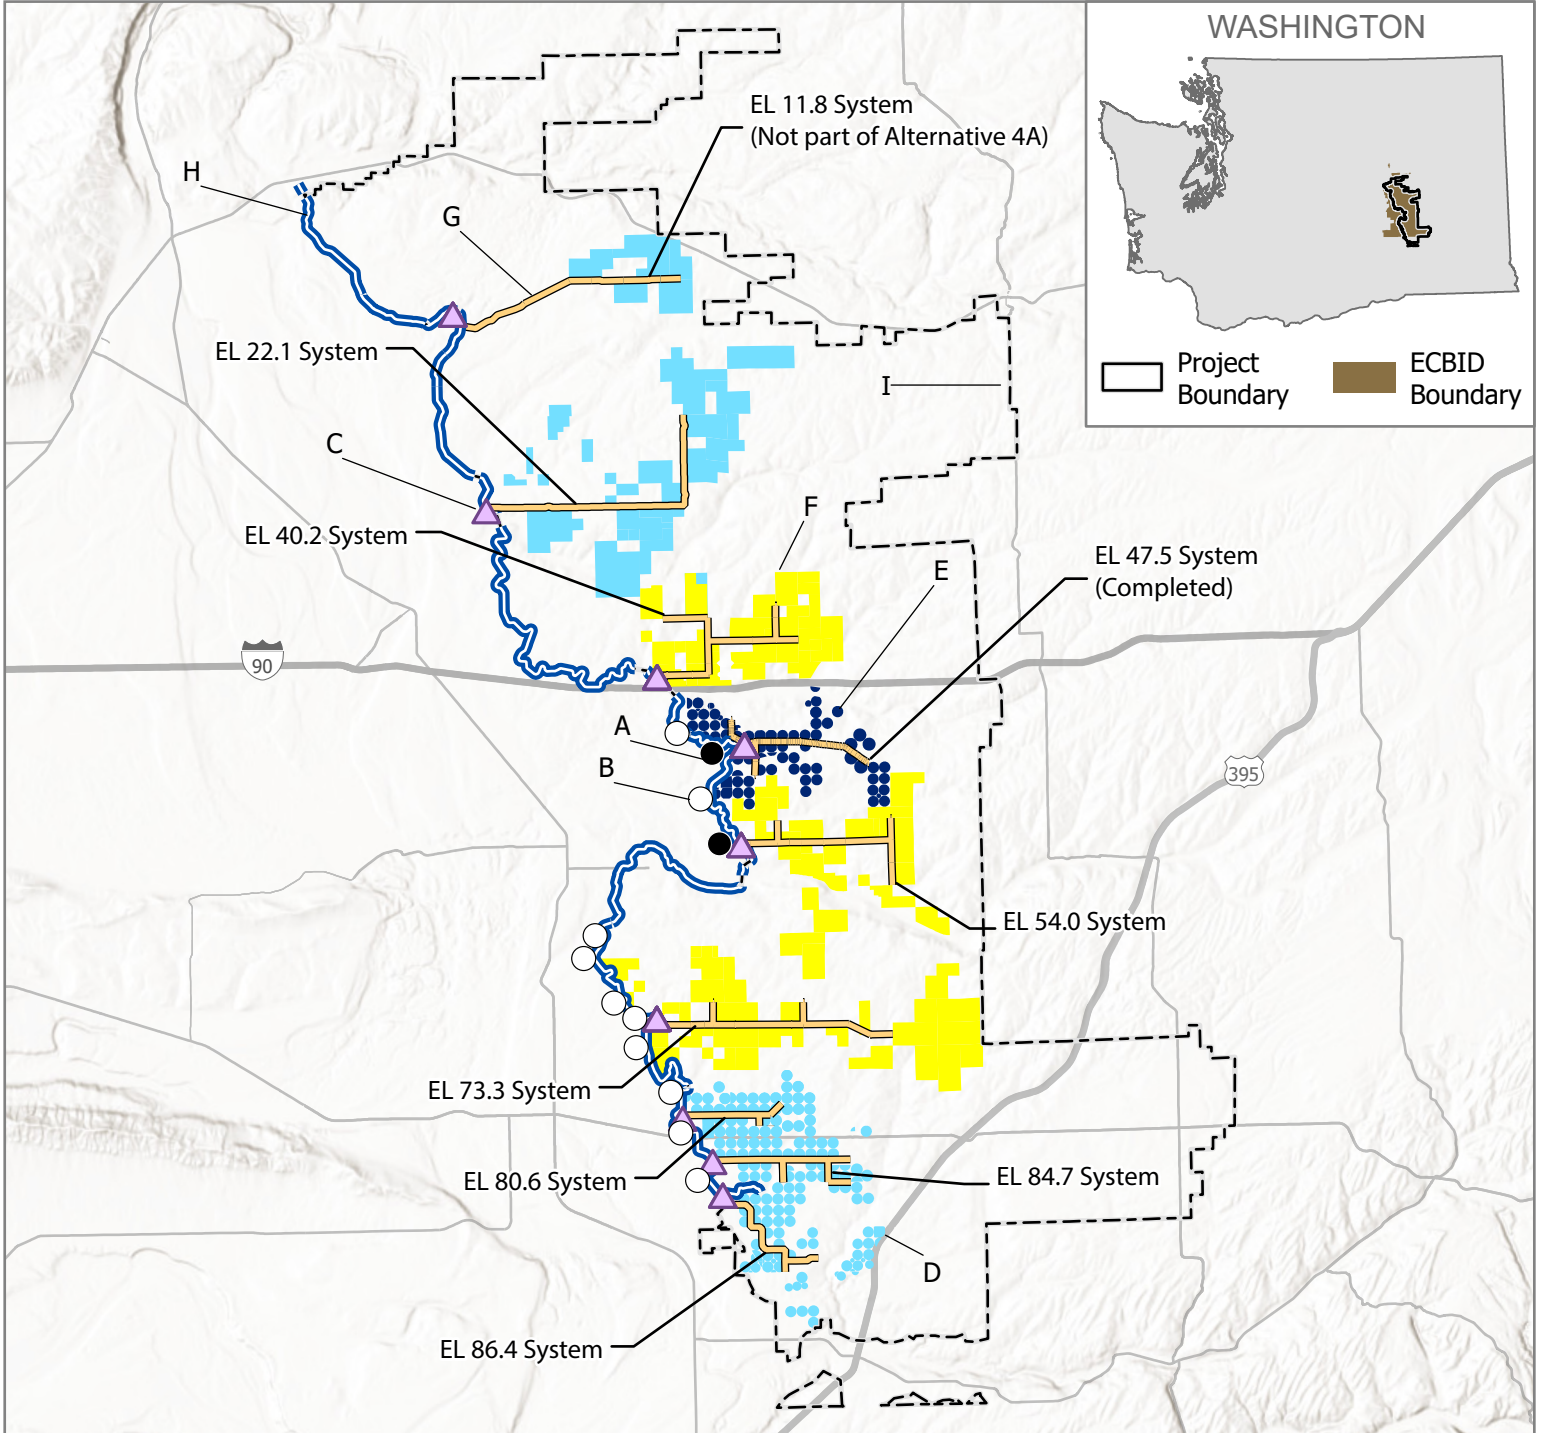 WASHINGTON
Project
Boundary
ECBID
Boundary
EL 11.8 System
(Not part of Alternative 4A)
H
G
EL 22.1 System
I
C
F
EL 40.2 System
EL 47.5 System
(Completed)
E
90
A
B
395
EL 54.0 System
EL 73.3 System
EL 80.6 System
EL 84.7 System
D
EL 86.4 System